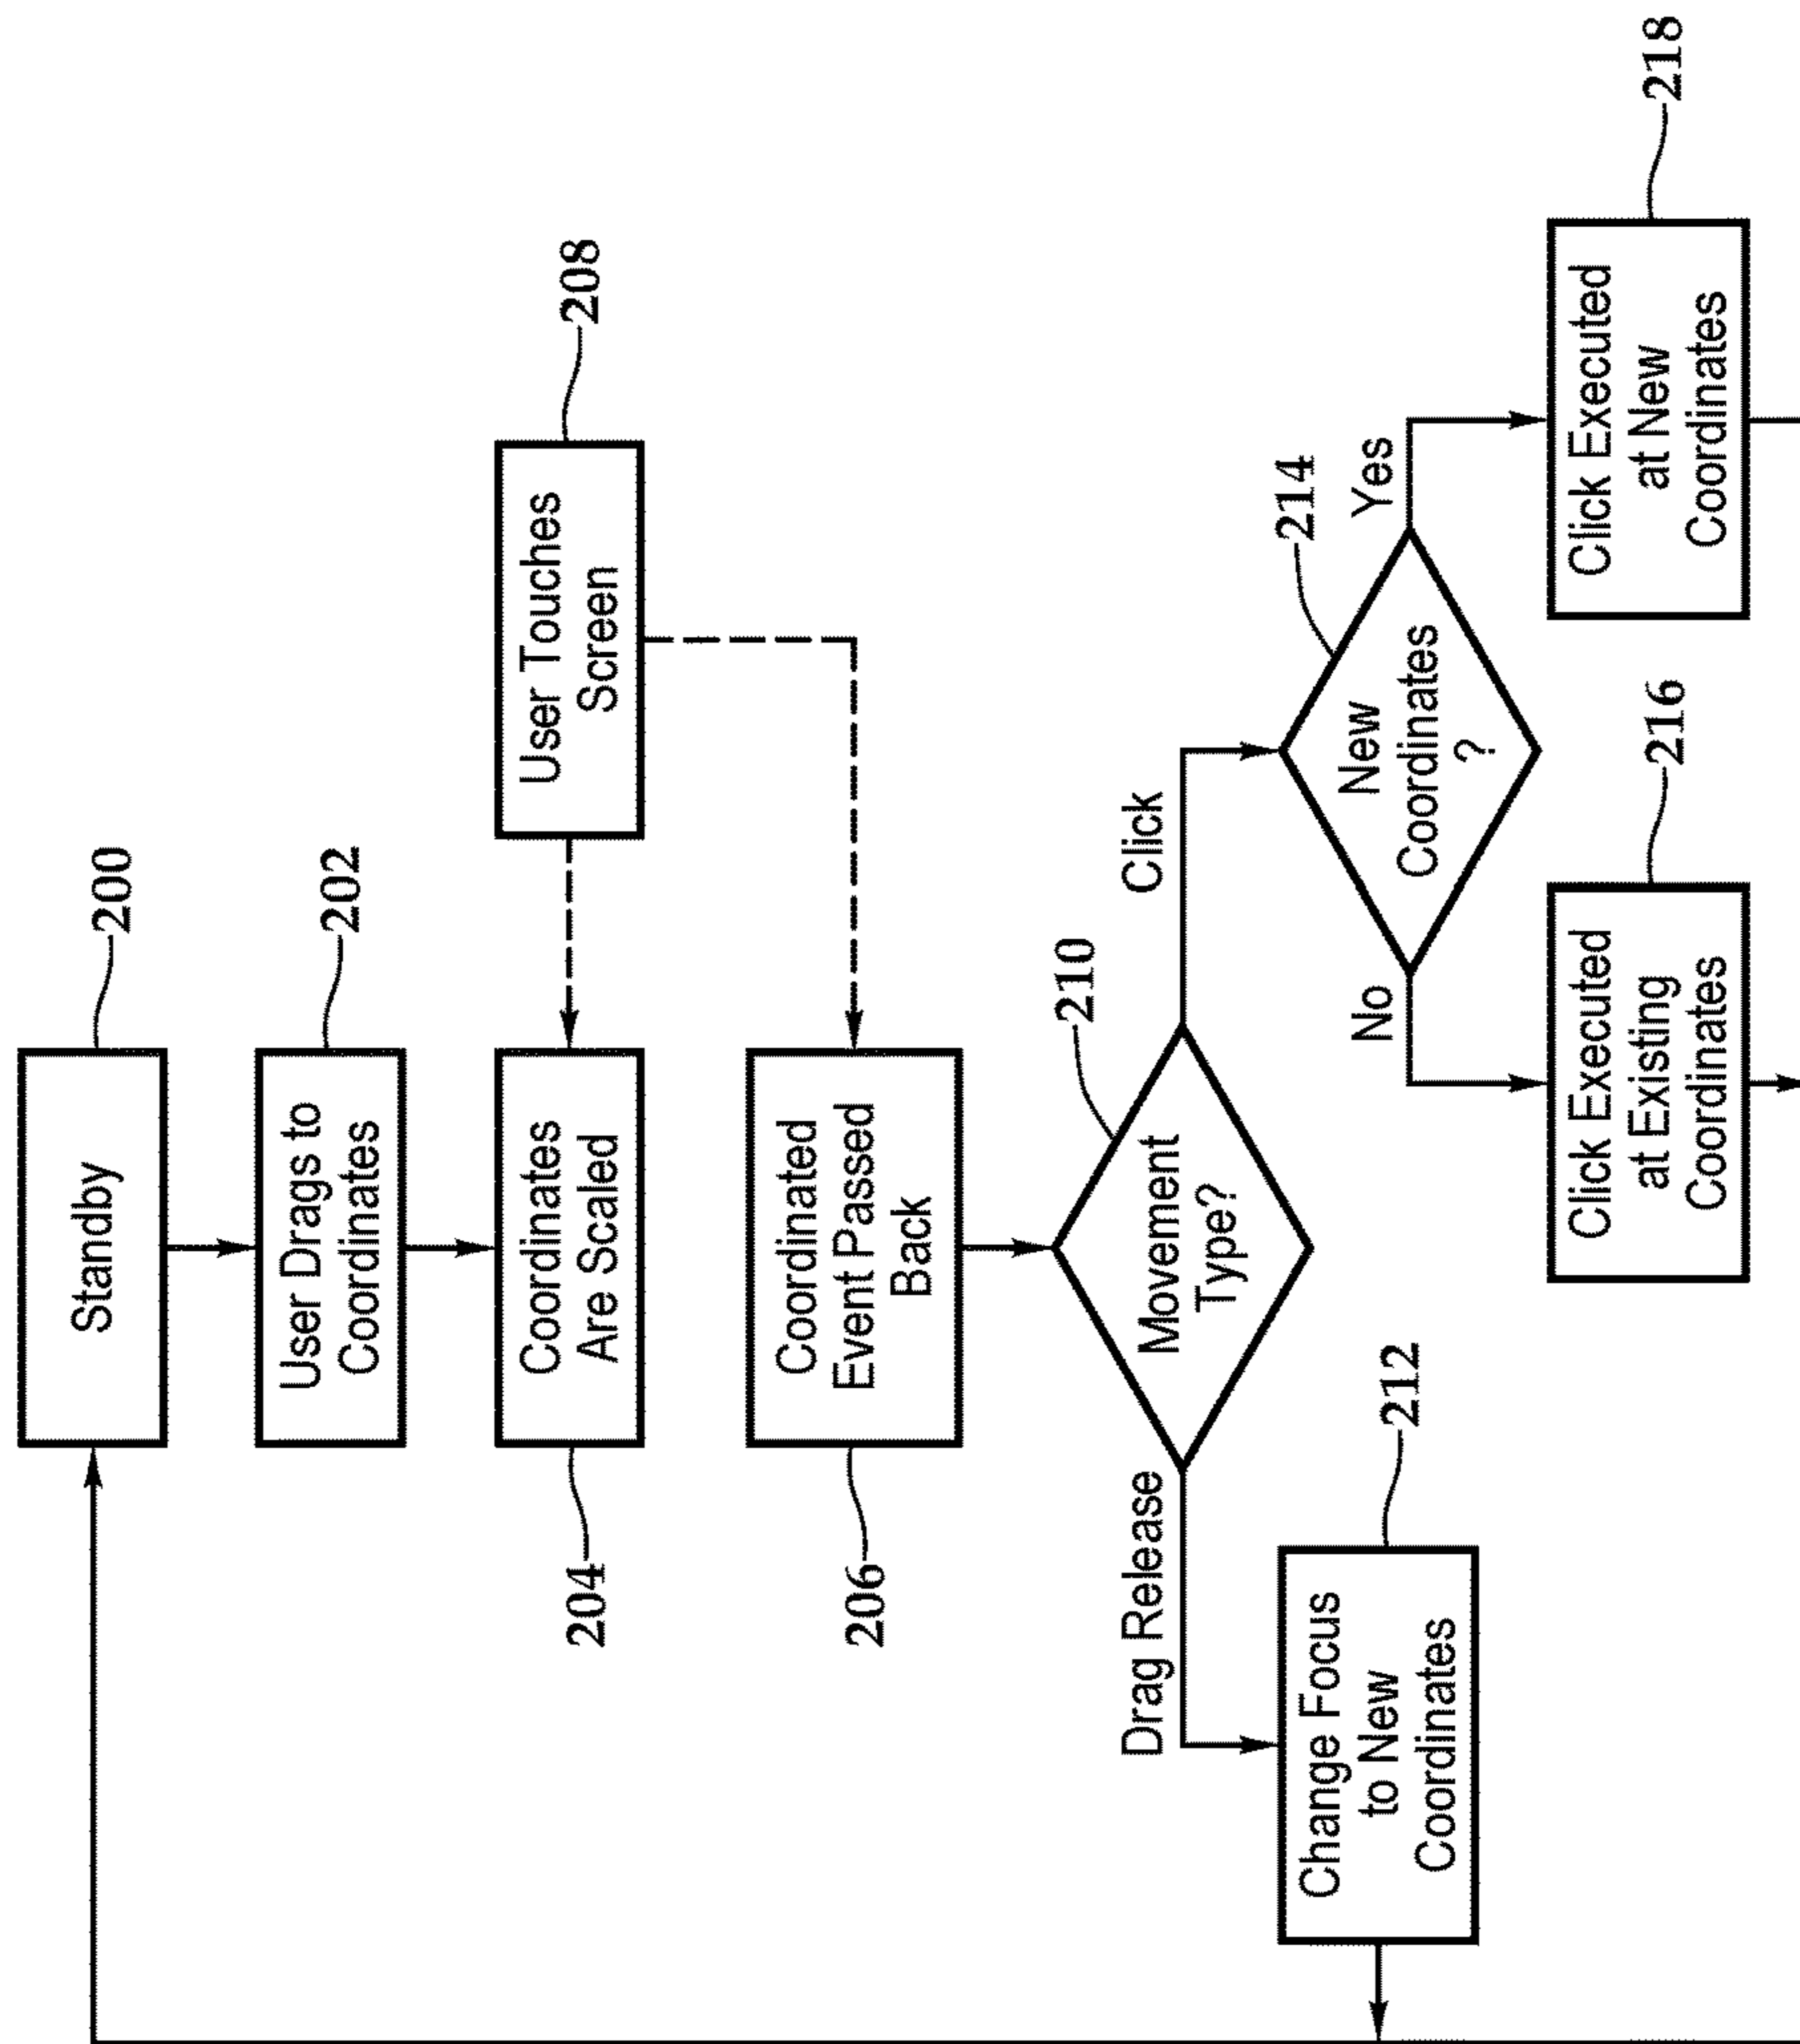 Standby
200
User Drags to
Coordinates
202
Coordinates
Are Scaled
204
User Touches
Screen
208
Coordinated
Event Passed
Back
206
Movement
Type?
210
Drag Release
Click
Change Focus
to New
Coordinates
212
New
Coordinates
?
214
No
Yes
Click Executed
at Existing
Coordinates
216
Click Executed
at New
Coordinates
218